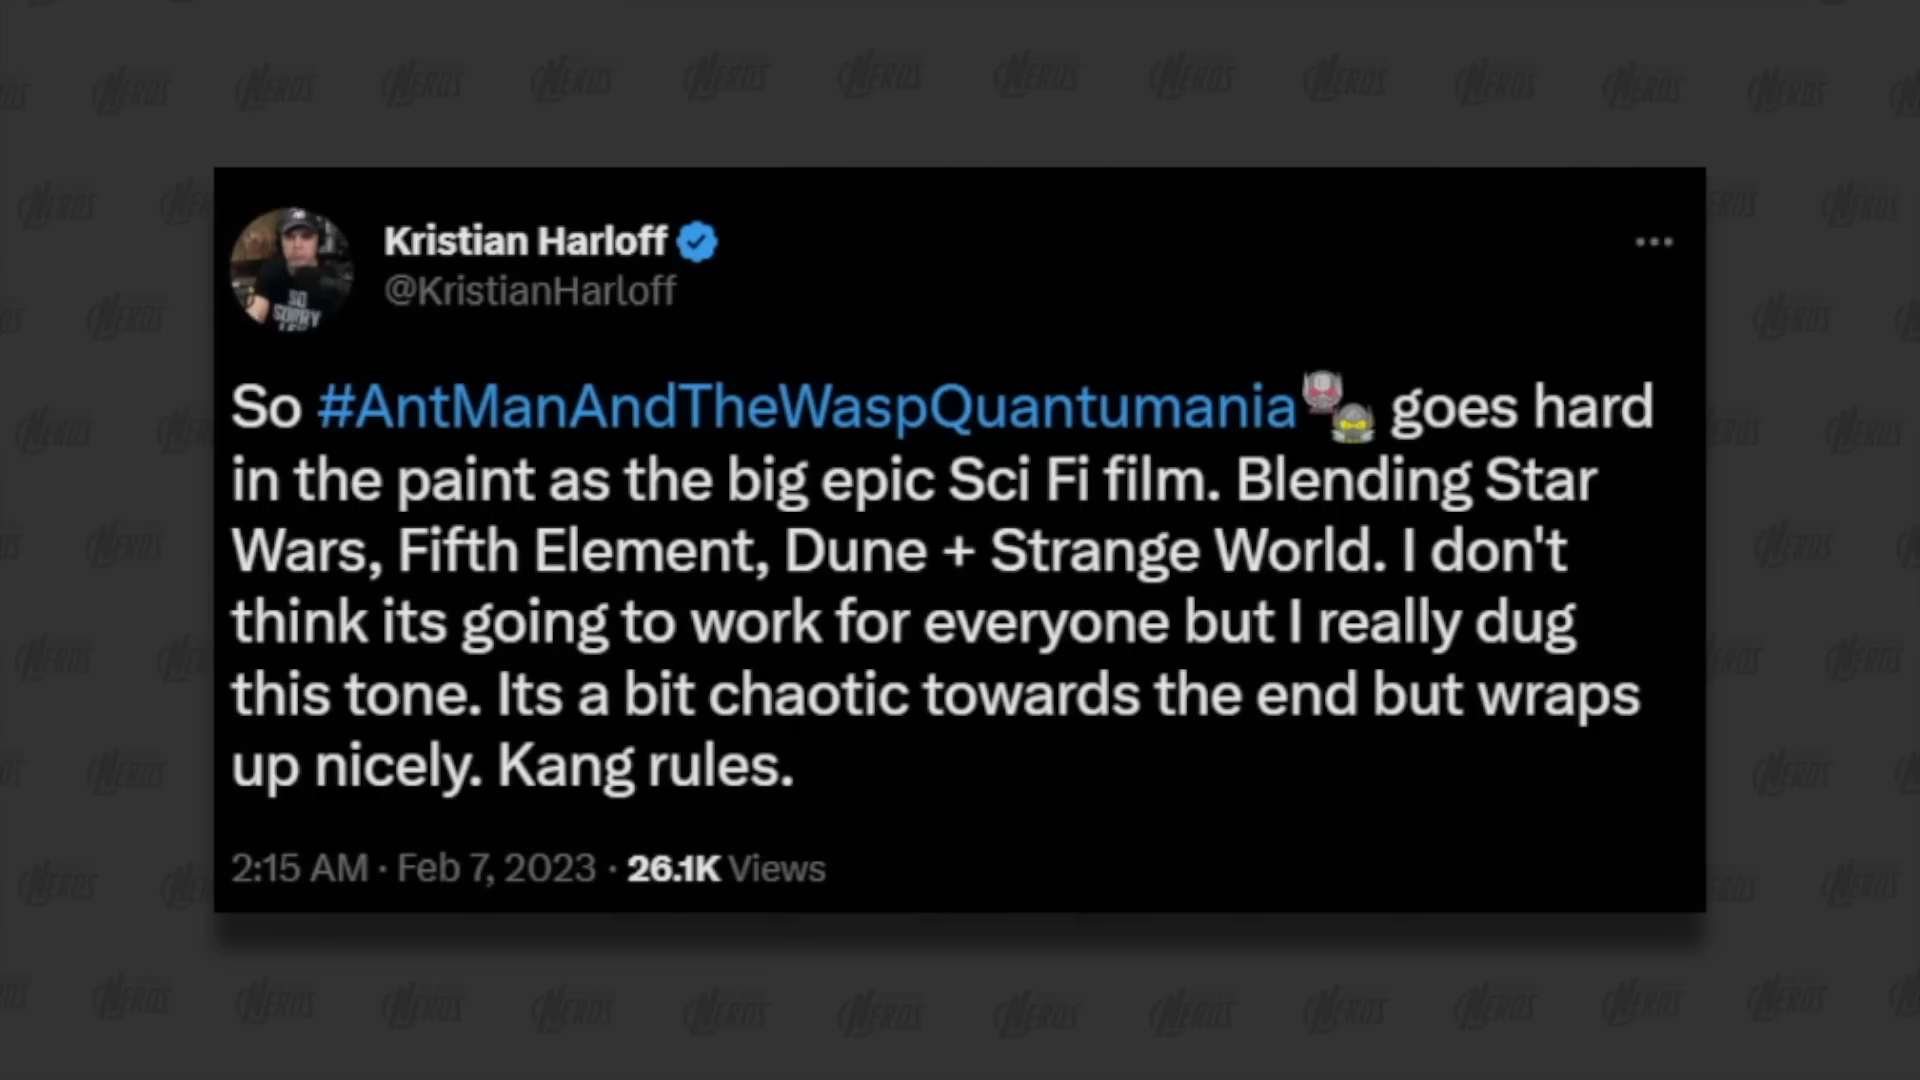 Kristian Harloff
@KristianHarloff
So #AntManAndTheWaspQuantumania goes hard
in the paint as the big epic Sci Fi film. Blending Star
Wars, Fifth Element, Dune + Strange World. I don't
think its going to work for everyone but I really dug
this tone. Its a bit chaotic towards the end but wraps
up nicely. Kang rules.
2:15 AM · Feb 7, 2023 · 26.1K Views
SO
SORRY